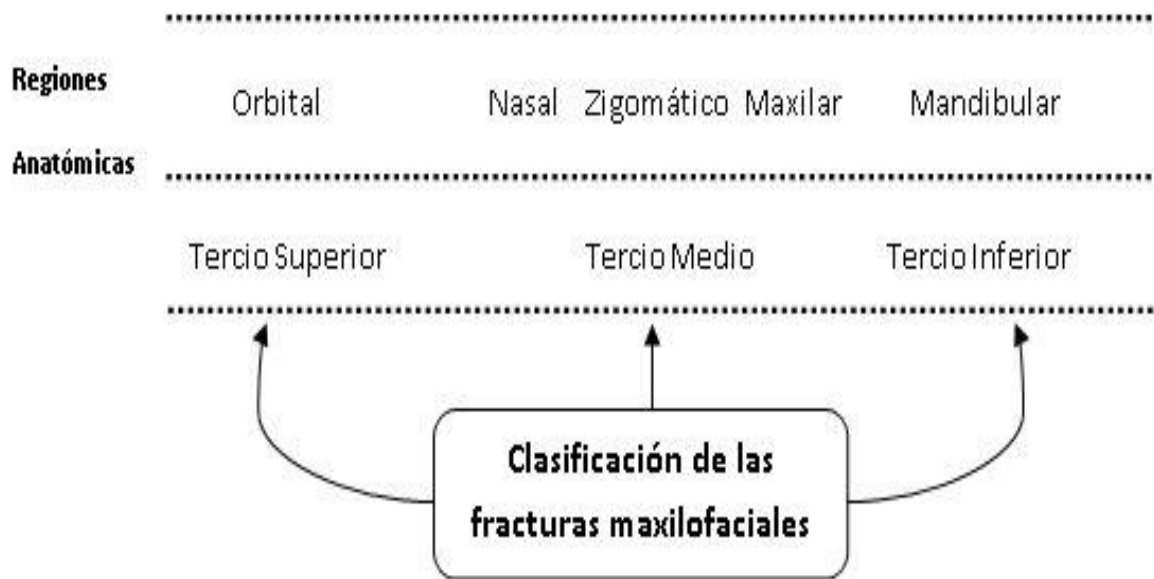 Regiones
Anatómicas
Orbital Nasal Zigomático Maxilar Mandibular
Tercio Superior Tercio Medio Tercio Inferior
Clasificación de las
fracturas maxilofaciales